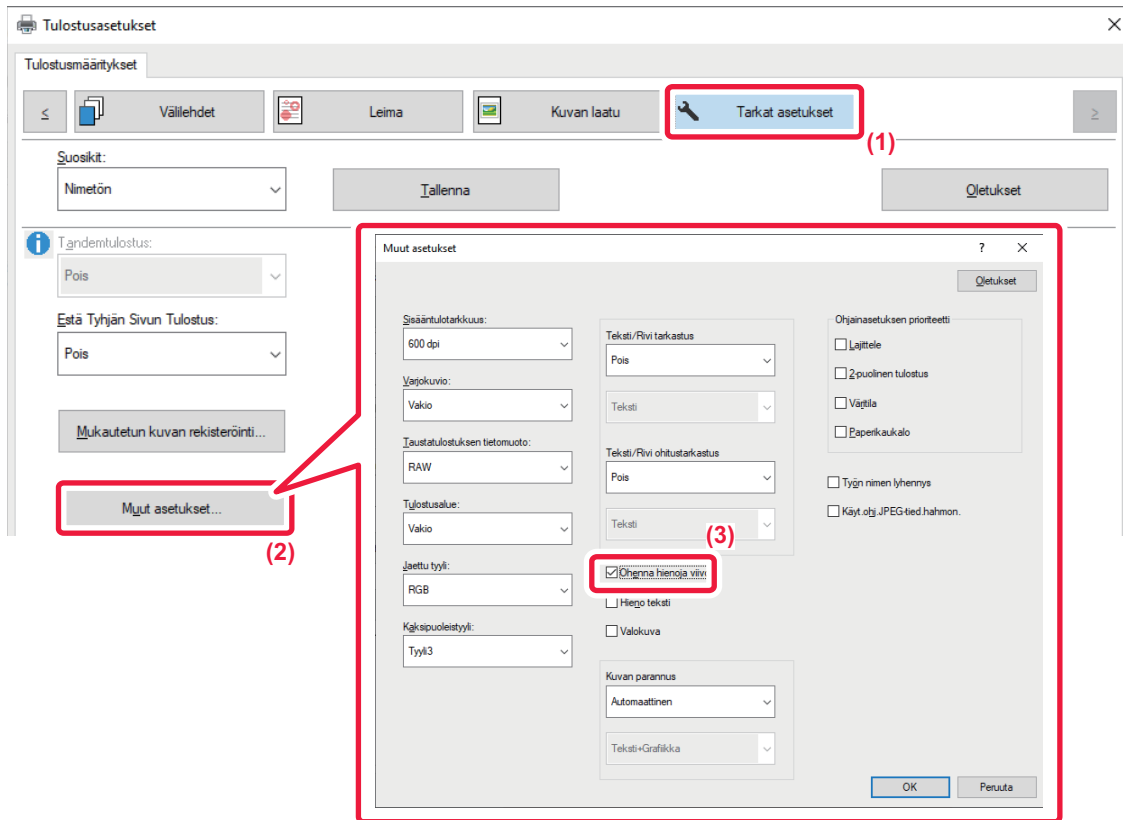 Tulostusasetukset
Tulostusmääritykset
≤
Välilehdet
Leima
Kuvan laatu
Tarkat asetukset
≥
(1)
Suosikit:
Nimetön
Tallenna
Oletukset
Tandemtulostus:
Pois
Estä Tyhjän Sivun Tulostus:
Pois
Mukautetun kuvan rekisteröinti...
Muut asetukset...
(2)
Muut asetukset
?
Oletukset
Sisääntulotarkkuus:
600 dpi
Varjokuvio:
Vakio
Taustatulostuksen tietomuoto:
RAW
Tulostusalue:
Vakio
Jaettu tyyli:
RGB
Kaksipuoleistyyli:
Tyyli3
Teksti/Rivi tarkastus
Pois
Teksti
Teksti/Rivi ohitustarkastus
Pois
Teksti
(3)
Ohenna hienoja viiv
Hieno teksti
Valokuva
Kuvan parannus
Automaattinen
Teksti+Grafiikka
Ohjainasetuksen prioriteetti
Lajittele
2-puolinen tulostus
Väritila
Paperikaukalo
Työn nimen lyhennys
Käyt.ohj.JPEG-tied.hahmon.
OK
Peruuta